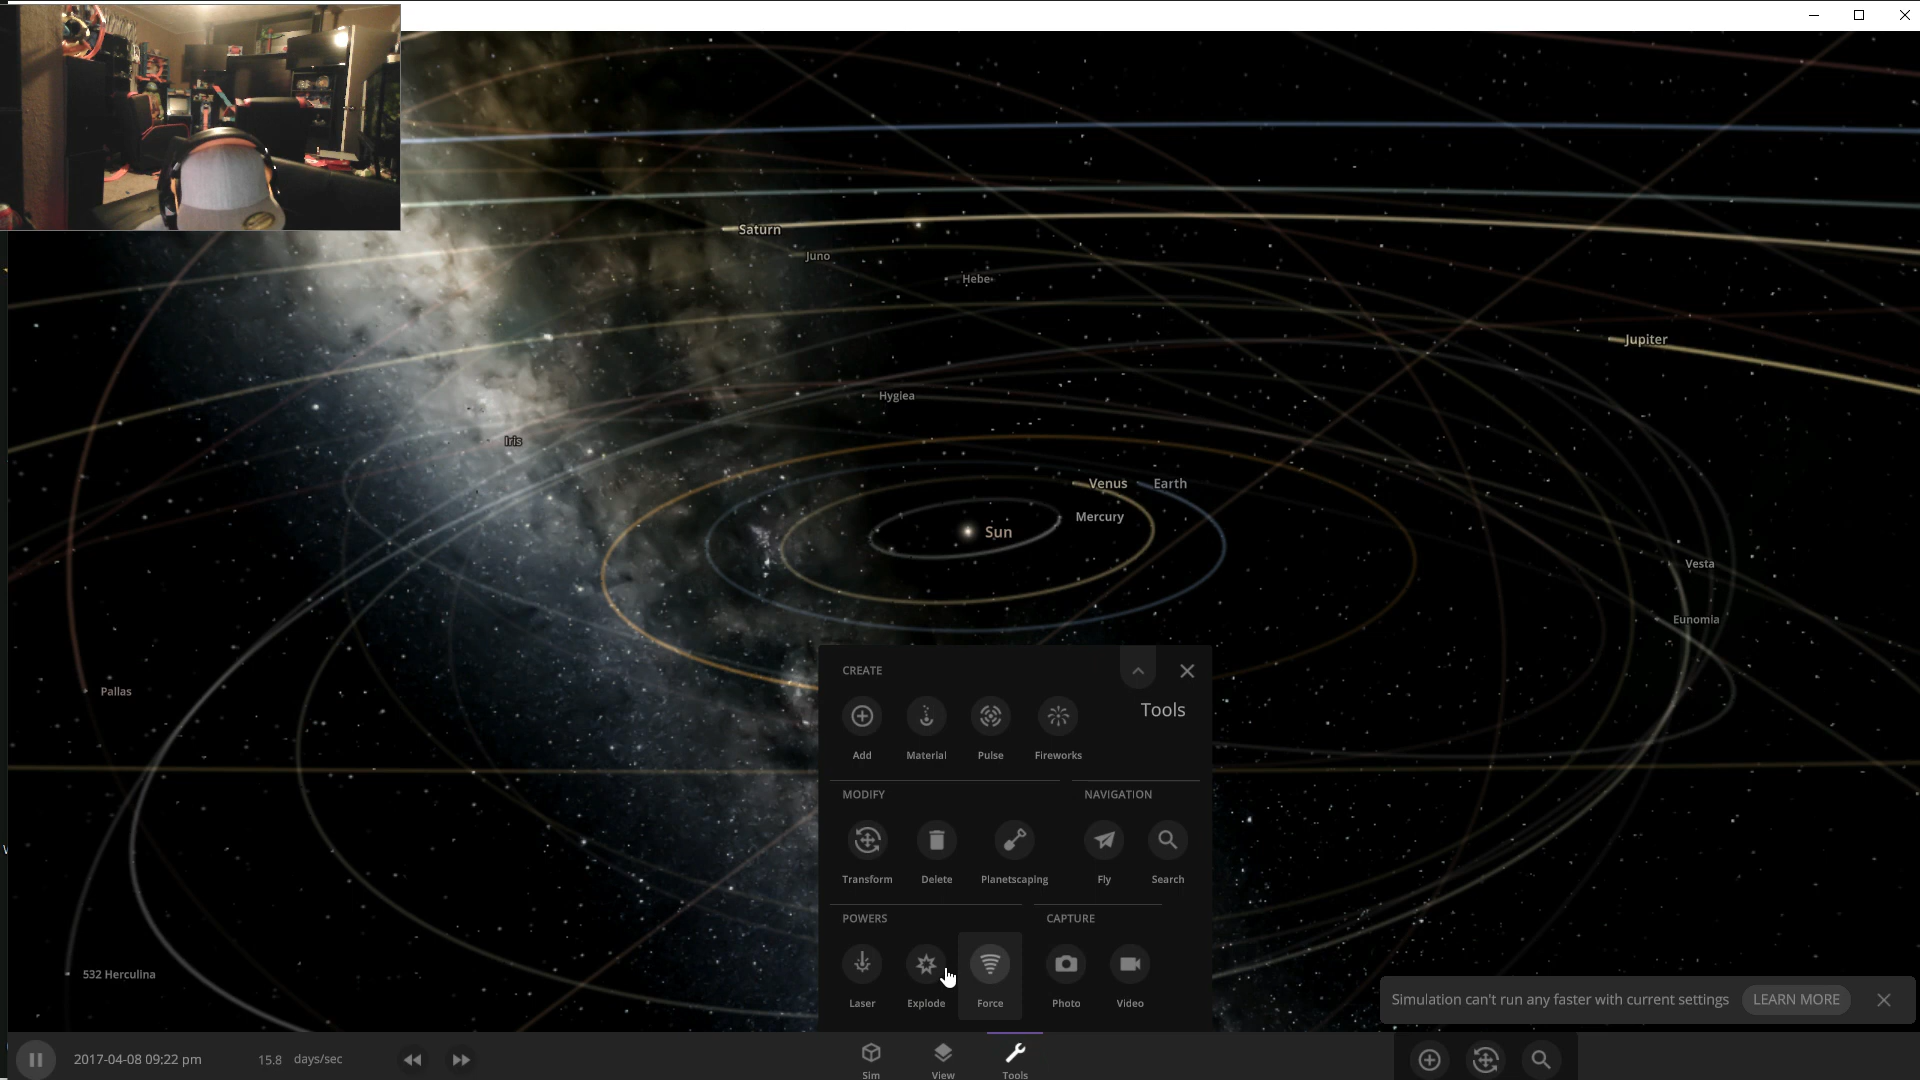 Saturn
Juno
Hebe
Jupiter
Hygiea
Iris
Venus
Earth
Mercury
Sun
Vesta
Eunomia
Pallas
532 Herculina
CREATE
Tools
Add
Material
Pulse
Fireworks
MODIFY
NAVIGATION
Transform
Delete
Planetscaping
Fly
Search
POWERS
CAPTURE
Laser
Explode
Force
Photo
Video
Simulation can't run any faster with current settings
LEARN MORE
2017-04-08 09:22 pm
15.8 days/sec
Sim
View
Tools